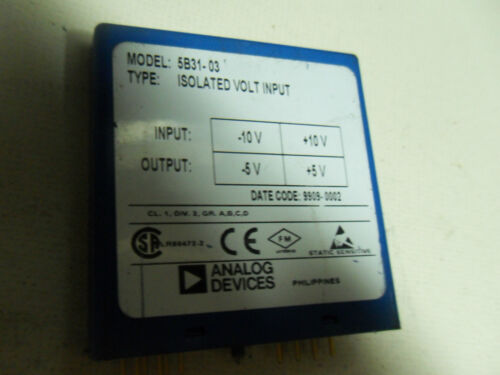 MODEL: 5B31-03
TYPE: ISOLATED VOLT INPUT
INPUT: -10 V +10 V
OUTPUT: -5 V +5 V
DATE CODE: 9909-0002
CL. 1, DIV. 2, GR. A,B,C,D
FM
STATIC SENSITIVE
ANALOG
DEVICES
PHILIPPINES